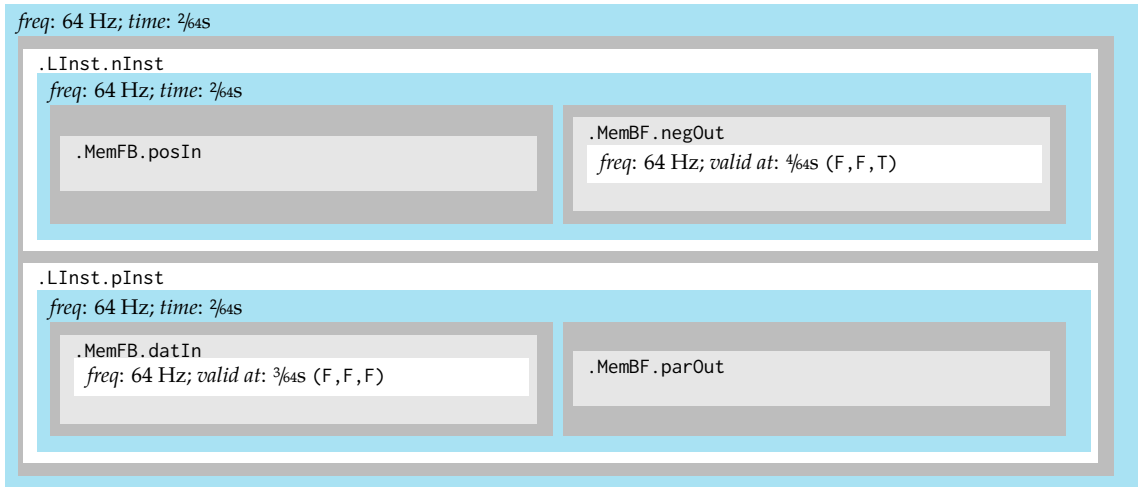 freq: 64 Hz; time: 2⁄64s
.LInst.nInst
freq: 64 Hz; time: 2⁄64s
.MemFB.posIn
.MemBF.negOut
freq: 64 Hz; valid at: 4⁄64s (F,F,T)
.LInst.pInst
freq: 64 Hz; time: 2⁄64s
.MemFB.datIn
freq: 64 Hz; valid at: 3⁄64s (F,F,F)
.MemBF.parOut